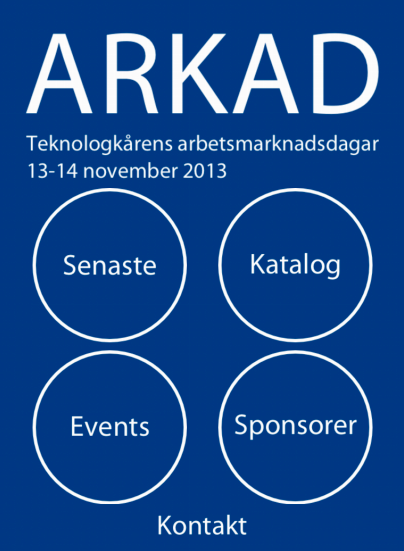 ARKAD
Teknologkårens arbetsmarknadsdagar
13-14 november 2013
Senaste Katalog
Events Sponsorer
Kontakt